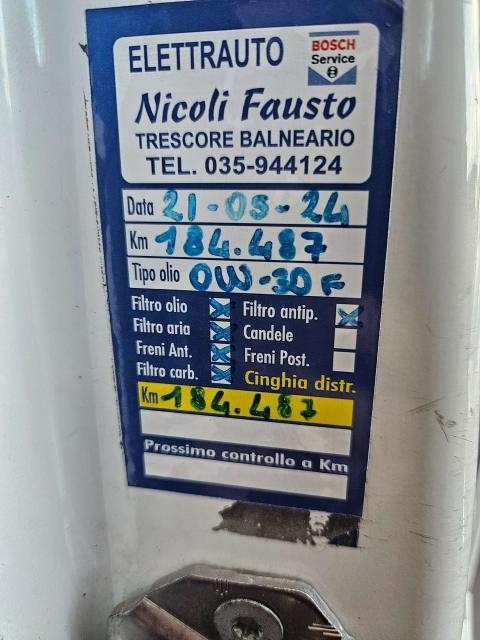 ELETTRAUTO
BOSCH
Service
Nicoli Fausto
TRESCORE BALNEARIO
TEL. 035-944124
Data 21-05-24
Km 184.487
Tipo olio 0W-30 F
Filtro olio X Filtro antip. X
Filtro aria X Candele
Freni Ant. X Freni Post.
Filtro carb. X Cinghia distr.
Km 184.487
Prossimo controllo a Km